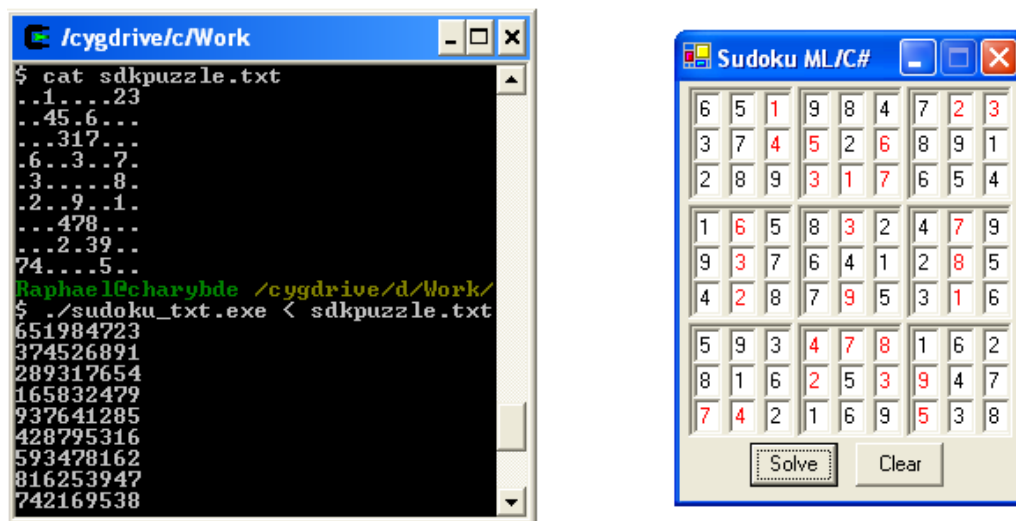 /cygdrive/c/Work
$ cat sdkpuzzle.txt
..1....23
..45.6...
...317...
.6..3..7.
.3.....8.
.2..9..1.
...478...
...2.39..
74....5..
Raphael@charybde /cygdrive/d/Work/
$ ./sudoku_txt.exe < sdkpuzzle.txt
651984723
374526891
289317654
165832479
937641285
428795316
593478162
816253947
742169538
Sudoku ML/C#
6 5 1 9 8 4 7 2 3
3 7 4 5 2 6 8 9 1
2 8 9 3 1 7 6 5 4
1 6 5 8 3 2 4 7 9
9 3 7 6 4 1 2 8 5
4 2 8 7 9 5 3 1 6
5 9 3 4 7 8 1 6 2
8 1 6 2 5 3 9 4 7
7 4 2 1 6 9 5 3 8
Solve Clear